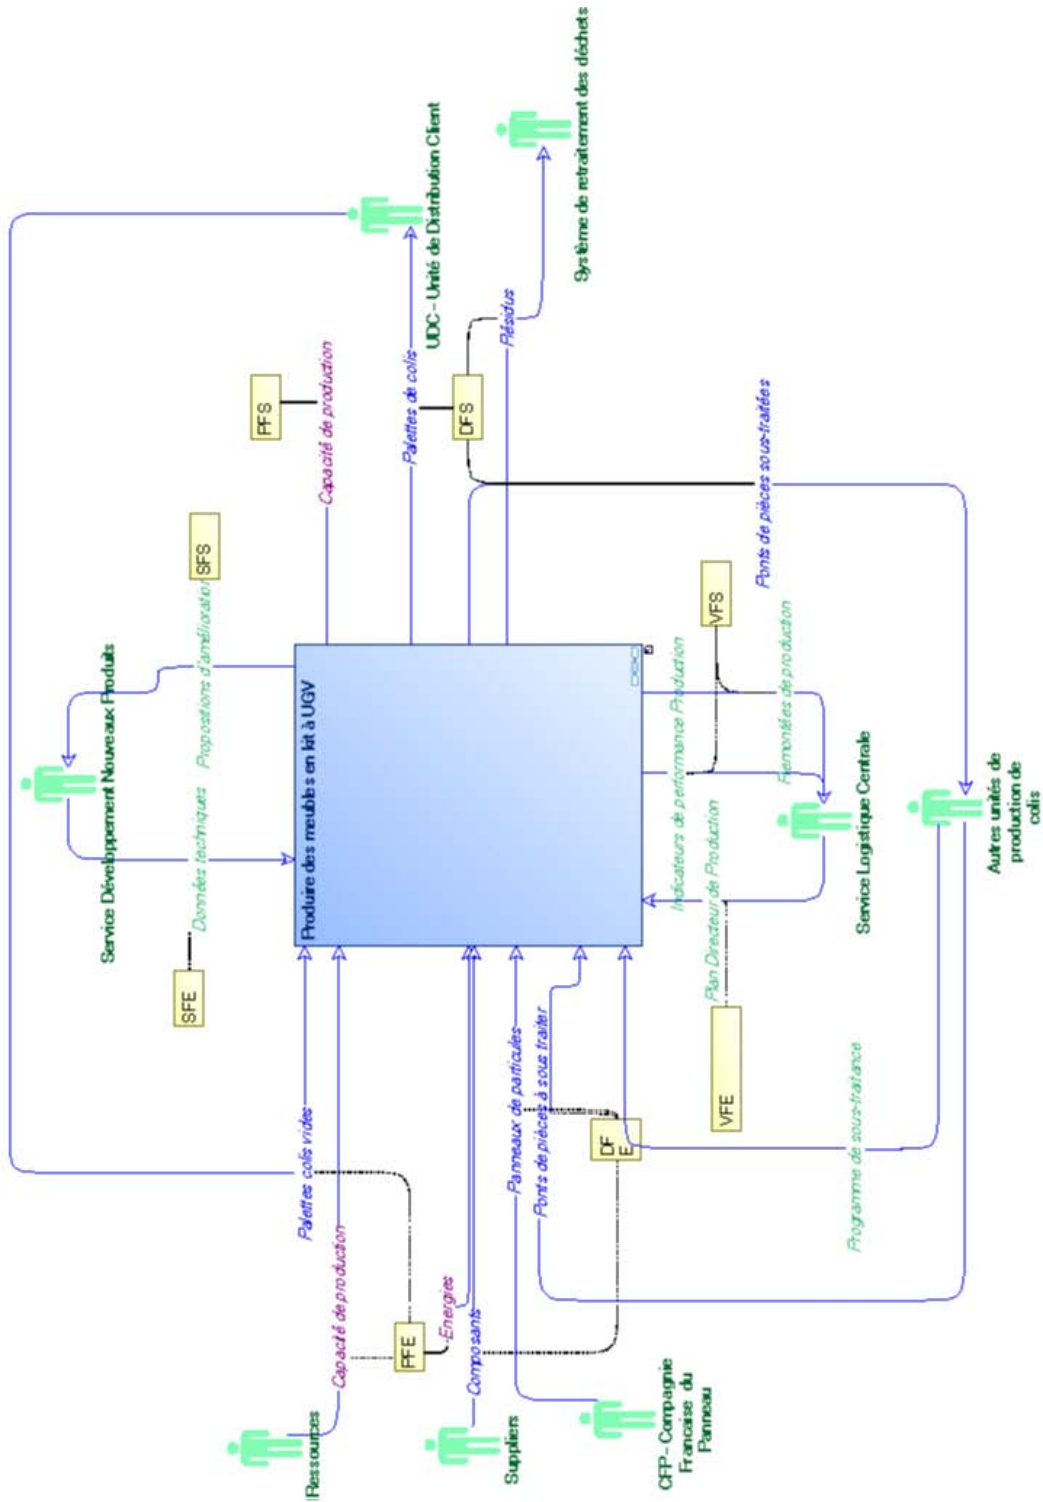 Service Développement Nouveaux Produits
SFE
Données techniques
Propostions d'amélioration
SFS
UDC - Unité de Distribution Client
Système de retraitement des déchets
PFS
Capacité de production
Palettes de colis
DFS
Résidus
Ponts de pièces sous-traitées
Produire des meubles en kit à UGV
Palettes colis vides
Capacité de production
PFE
Energies
Composants
Panneaux de particules
Ponts de pièces à sous traiter
DF
E
Ressources
Suppliers
CFP - Compagnie
Francaise du
Panneau
Indicateurs de performance Production
VFS
Remontées de production
Plan Directeur de Production
VFE
Service Logistique Centrale
Programme de sous-traitance
Autres unités de
production de
colis